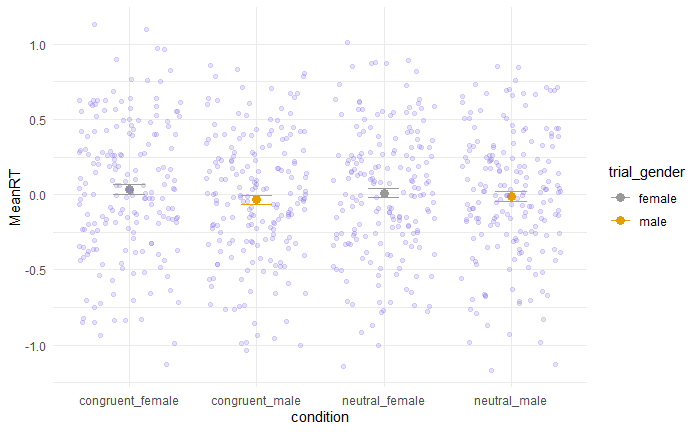 MeanRT
1.0
0.5
0.0
-0.5
-1.0
congruent_female congruent_male neutral_female neutral_male
condition
trial_gender
female
male